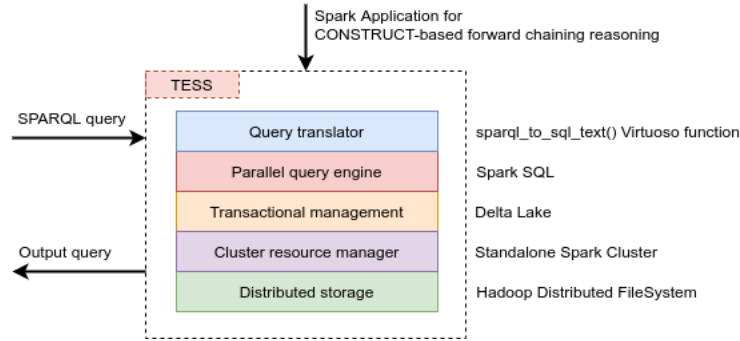 Spark Application for
CONSTRUCT-based forward chaining reasoning
TESS
SPARQL query
Query translator
sparql_to_sql_text() Virtuoso function
Parallel query engine
Spark SQL
Transactional management
Delta Lake
Output query
Cluster resource manager
Standalone Spark Cluster
Distributed storage
Hadoop Distributed FileSystem